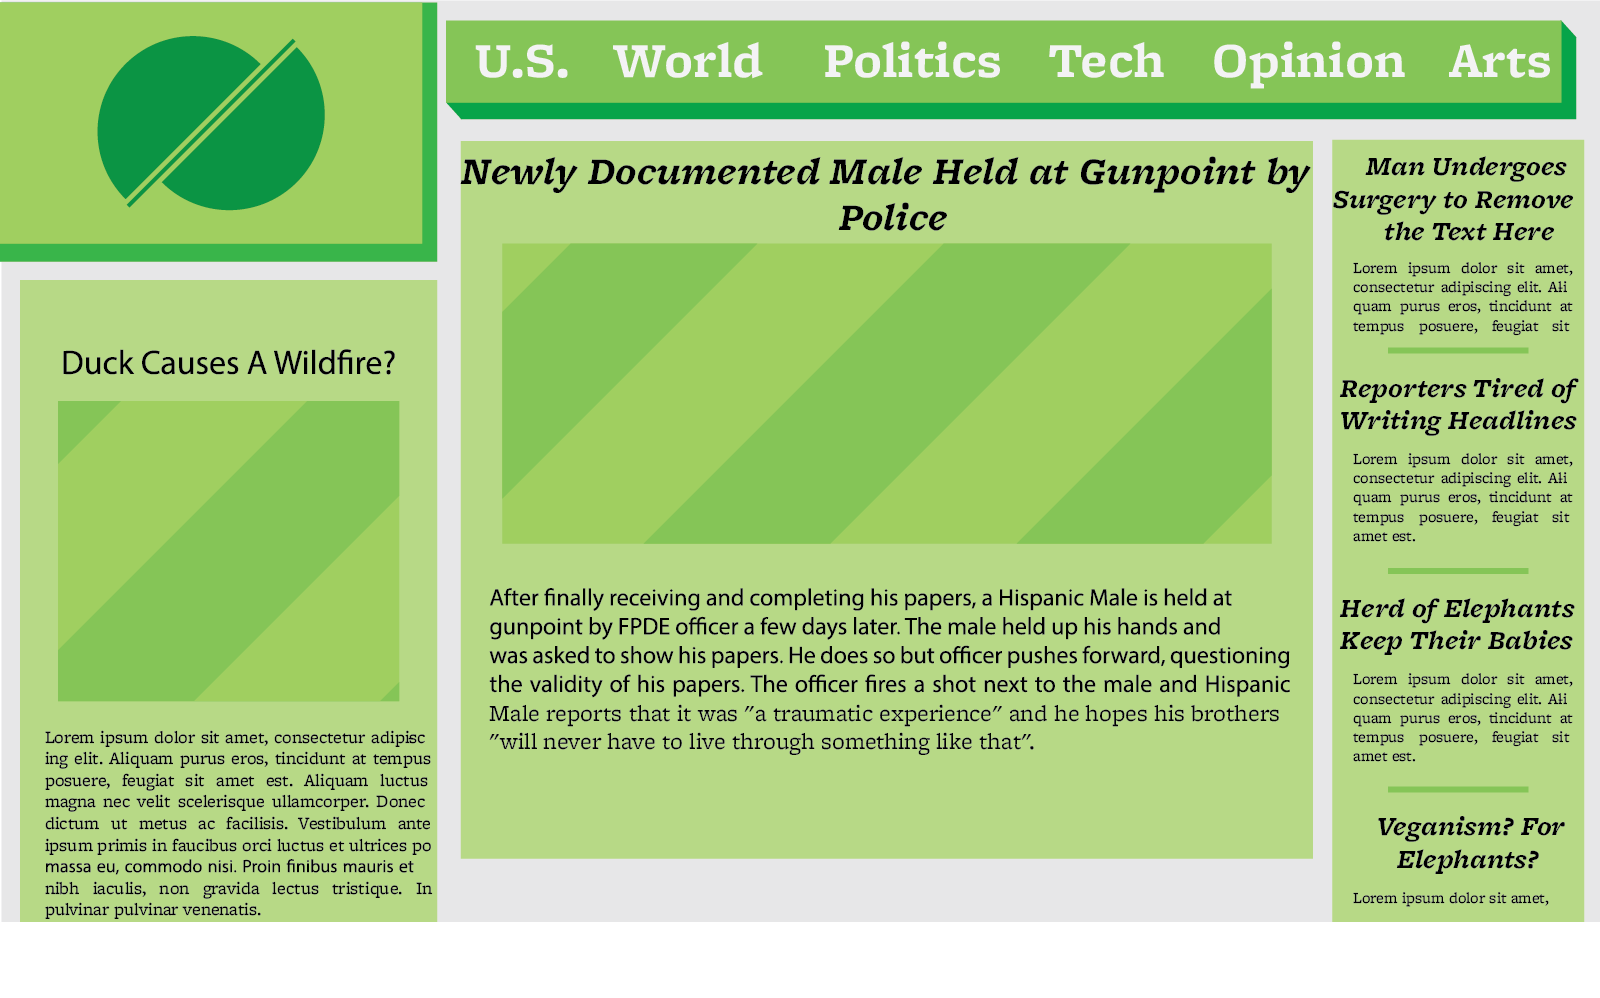 U.S. World Politics Tech Opinion Arts
Duck Causes A Wildfire?
Lorem ipsum dolor sit amet, consectetur adipisc
ing elit. Aliquam purus eros, tincidunt at tempus
posuere, feugiat sit amet est. Aliquam luctus
magna nec velit scelerisque ullamcorper. Donec
dictum ut metus ac facilisis. Vestibulum ante
ipsum primis in faucibus orci luctus et ultrices po
massa eu, commodo nisi. Proin finibus mauris et
nibh iaculis, non gravida lectus tristique. In
pulvinar pulvinar venenatis.
Newly Documented Male Held at Gunpoint by
Police
After finally receiving and completing his papers, a Hispanic Male is held at
gunpoint by FPDE officer a few days later. The male held up his hands and
was asked to show his papers. He does so but officer pushes forward, questioning
the validity of his papers. The officer fires a shot next to the male and Hispanic
Male reports that it was "a traumatic experience" and he hopes his brothers
"will never have to live through something like that".
Man Undergoes
Surgery to Remove
the Text Here
Lorem ipsum dolor sit amet,
consectetur adipiscing elit. Ali
quam purus eros, tincidunt at
tempus posuere, feugiat sit
Reporters Tired of
Writing Headlines
Lorem ipsum dolor sit amet,
consectetur adipiscing elit. Ali
quam purus eros, tincidunt at
tempus posuere, feugiat sit
amet est.
Herd of Elephants
Keep Their Babies
Lorem ipsum dolor sit amet,
consectetur adipiscing elit. Ali
quam purus eros, tincidunt at
tempus posuere, feugiat sit
amet est.
Veganism? For
Elephants?
Lorem ipsum dolor sit amet,